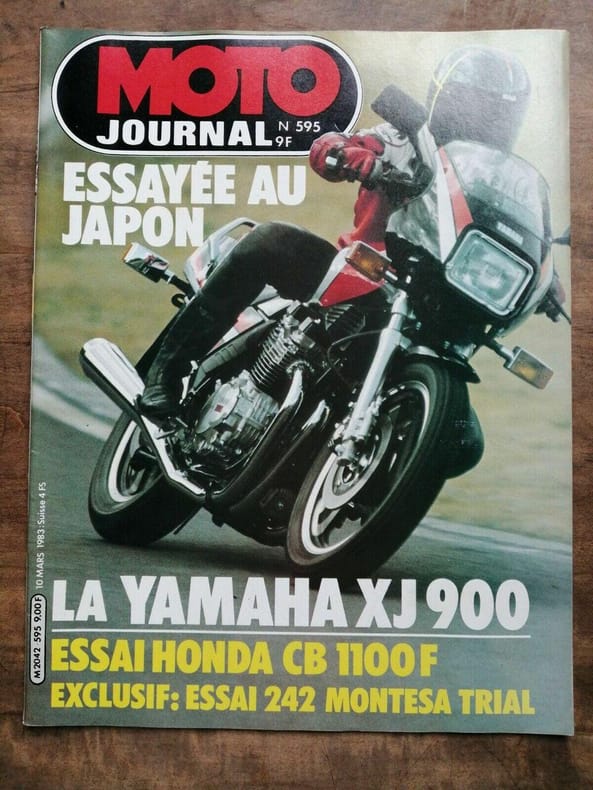 MOTO
JOURNAL N 595
9F
ESSAYÉE AU
JAPON
10 MARS 1983: Suisse 4 FS
M2042 595 9,00 F
LA YAMAHA XJ 900
ESSAI HONDA CB 1100 F
EXCLUSIF: ESSAI 242 MONTESA TRIAL